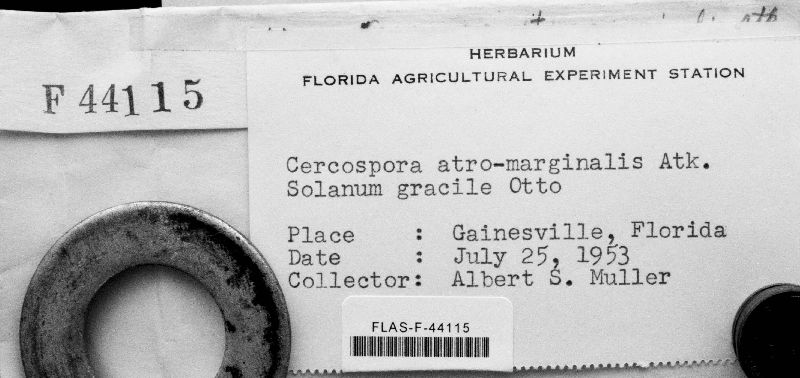 HERBARIUM
FLORIDA AGRICULTURAL EXPERIMENT STATION
F 44115
Cercospora atro-marginalis Atk.
Solanum gracile Otto
Place : Gainesville, Florida
Date : July 25, 1953
Collector: Albert S. Muller
FLAS-F-44115